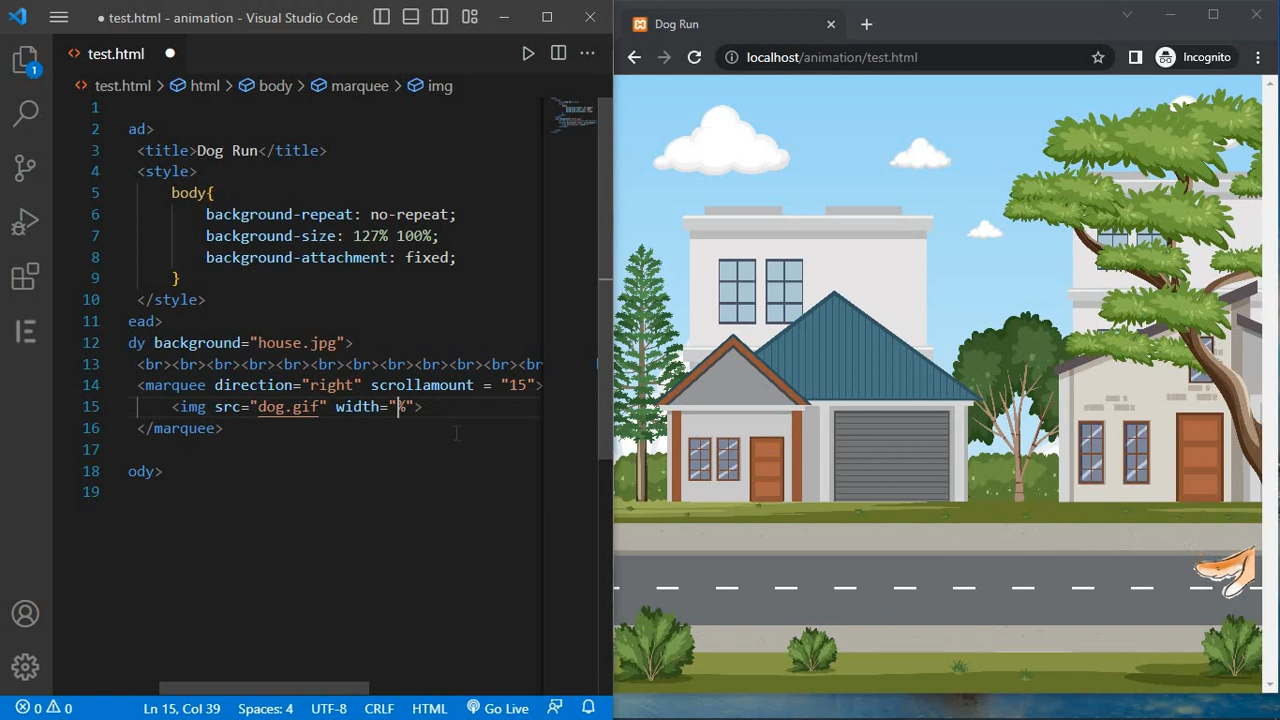 ● test.html - animation - Visual Studio Code
test.html ●
1
test.html > html > body > marquee > img
1
2 ad>
3 <title>Dog Run</title>
4 <style>
5 body{
6 background-repeat: no-repeat;
7 background-size: 127% 100%;
8 background-attachment: fixed;
9 }
10 </style>
11 ead>
12 dy background="house.jpg">
13 <br><br><br><br><br><br><br><br><br><br><br><br
14 <marquee direction="right" scrollamount = "15">
15 <img src="dog.gif" width="%">
16 </marquee>
17
18 ody>
19
0 0 Ln 15, Col 39 Spaces: 4 UTF-8 CRLF HTML Go Live
Dog Run
localhost/animation/test.html Incognito